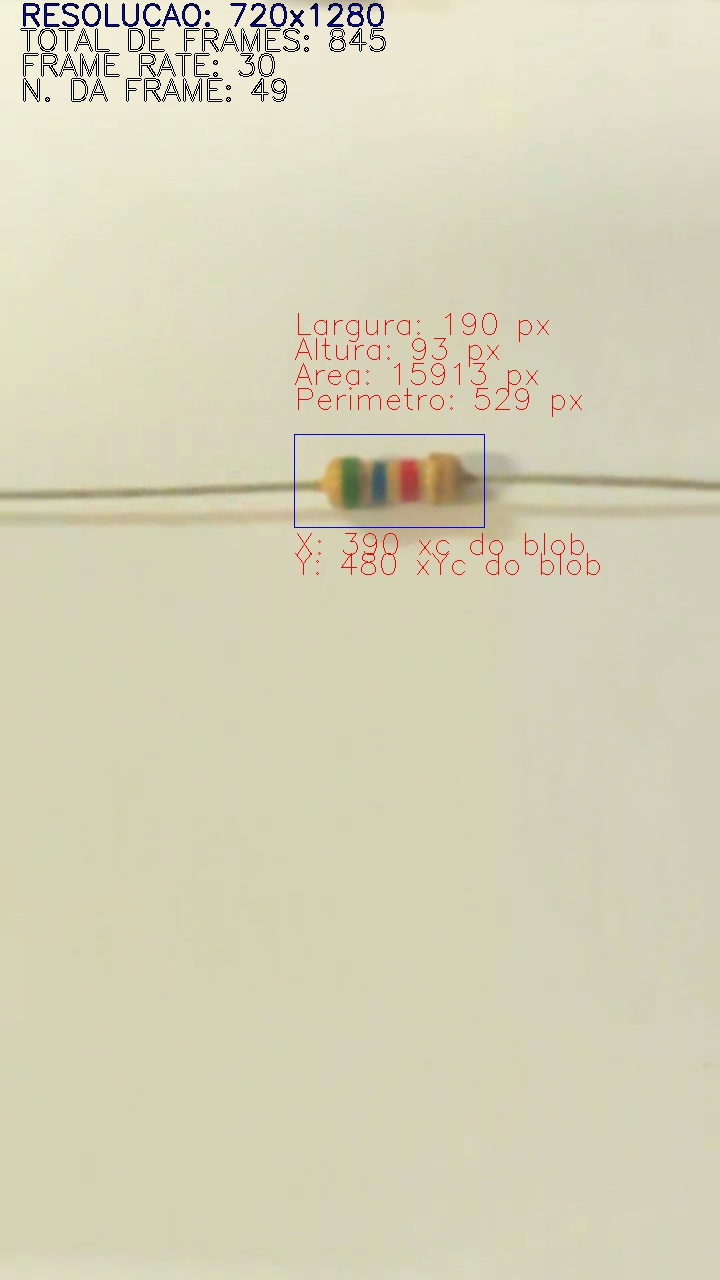 RESOLUCAO: 720x1280
TOTAL DE FRAMES: 845
FRAME RATE: 30
N. DA FRAME: 49
Largura: 190 px
Altura: 93 px
Area: 15913 px
Perimetro: 529 px
X: 390 xc do blob
Y: 480 xYc do blob